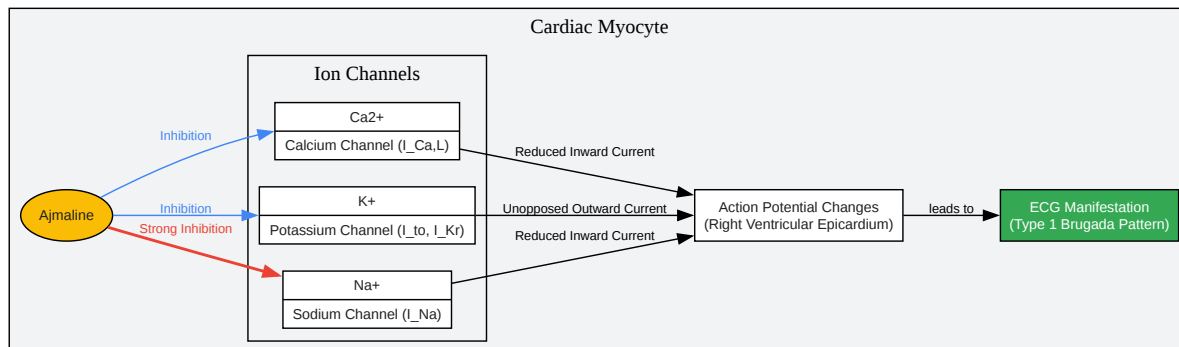 Cardiac Myocyte
Ion Channels
Ca2+
Calcium Channel (I_Ca,L)
Inhibition
Reduced Inward Current
K+
Potassium Channel (I_to, I_Kr)
Ajmaline
Inhibition
Unopposed Outward Current
Action Potential Changes
(Right Ventricular Epicardium)
leads to
ECG Manifestation
(Type 1 Brugada Pattern)
Strong Inhibition
Reduced Inward Current
Na+
Sodium Channel (I_Na)